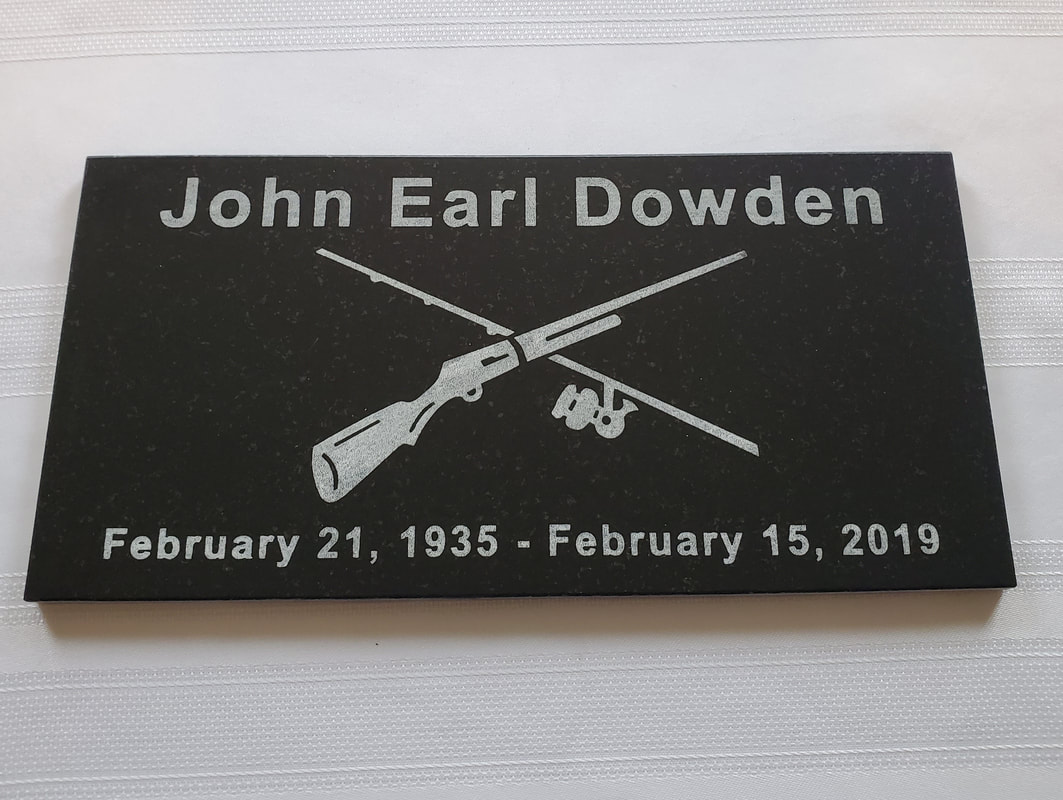 John Earl Dowden
February 21, 1935 - February 15, 2019